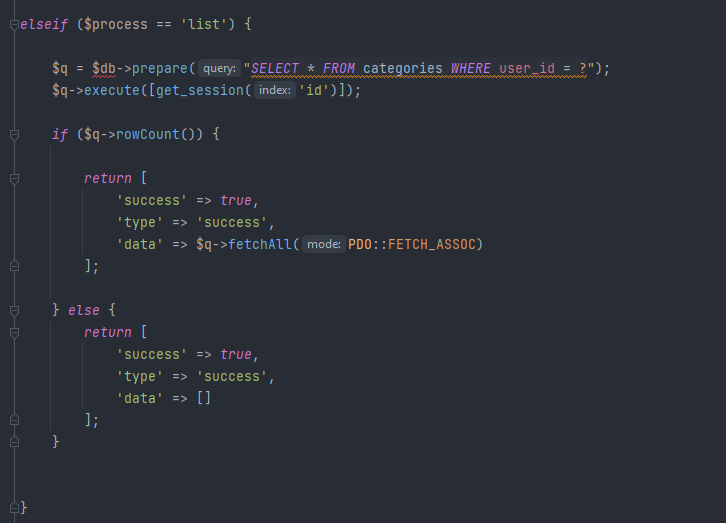 elseif ($process == 'list') {
$q = $db->prepare( query: "SELECT * FROM categories WHERE user_id = ?");
$q->execute([get_session( index: 'id')]);
if ($q->rowCount()) {
return [
'success' => true,
'type' => 'success',
'data' => $q->fetchAll( mode: PDO::FETCH_ASSOC)
];
} else {
return [
'success' => true,
'type' => 'success',
'data' => []
];
}
}